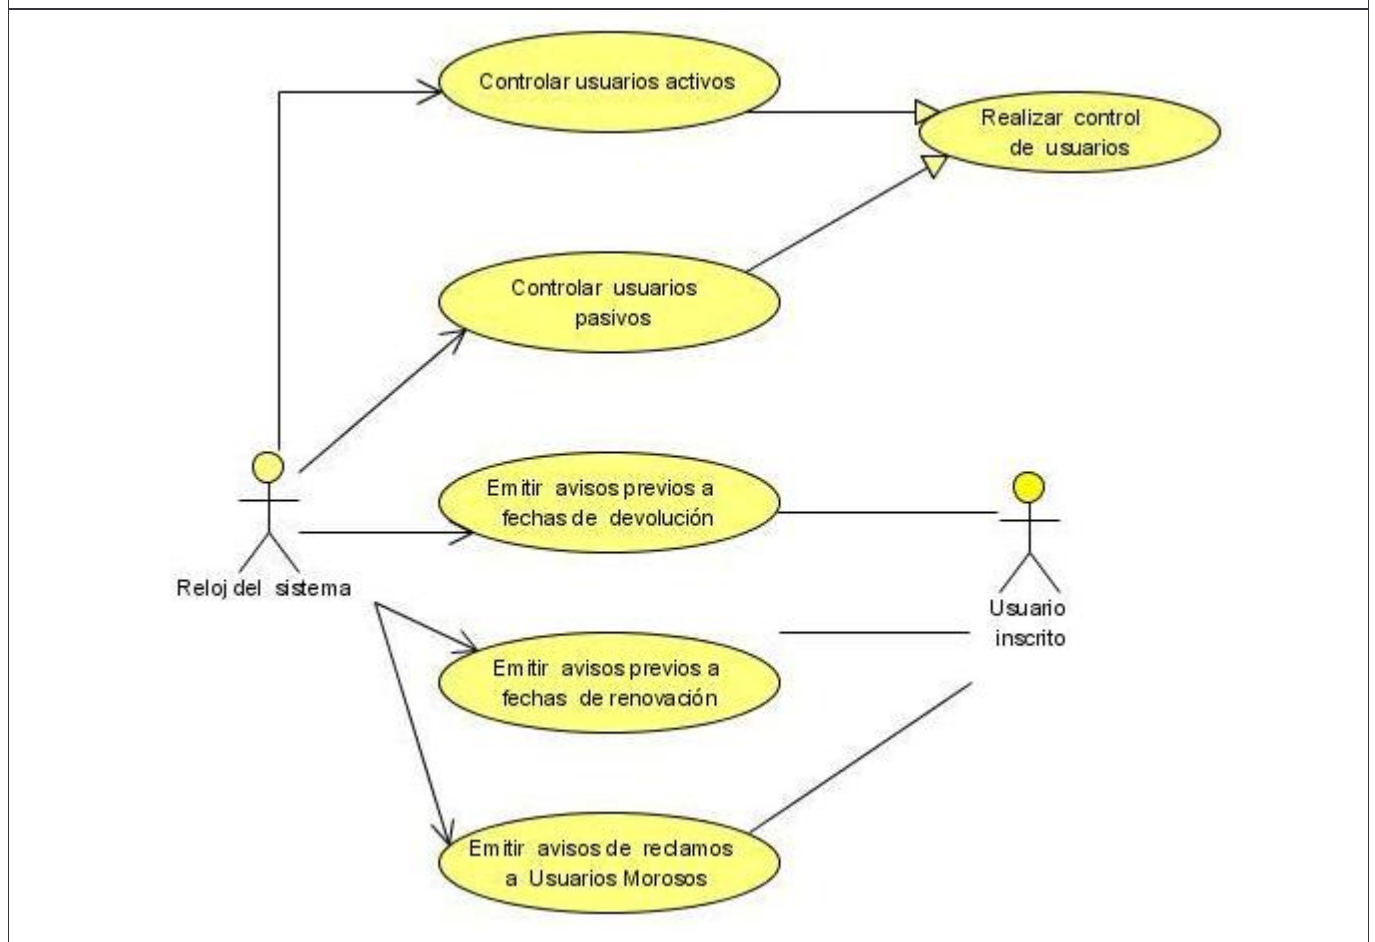 Controlar usuarios activos
Realizar control
de usuarios
Controlar usuarios
pasivos
Emitir avisos previos a
fechas de devolución
Reloj del sistema
Usuario
inscrito
Emitir avisos previos a
fechas de renovación
Emitir avisos de reclamos
a Usuarios Morosos